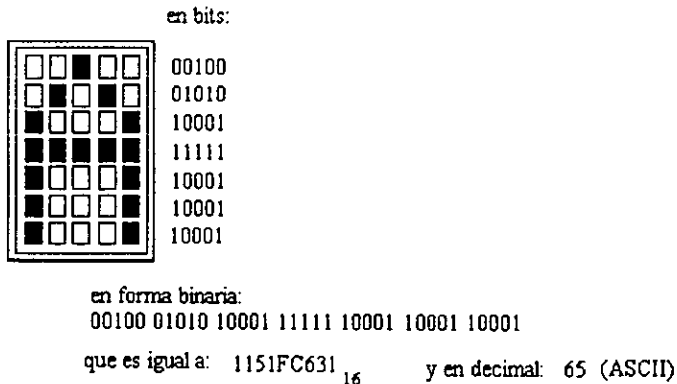 en bits:
00100
01010
10001
11111
10001
10001
10001
en forma binaria:
00100 01010 10001 11111 10001 10001 10001
que es igual a: 1151FC631 16 y en decimal: 65 (ASCII)